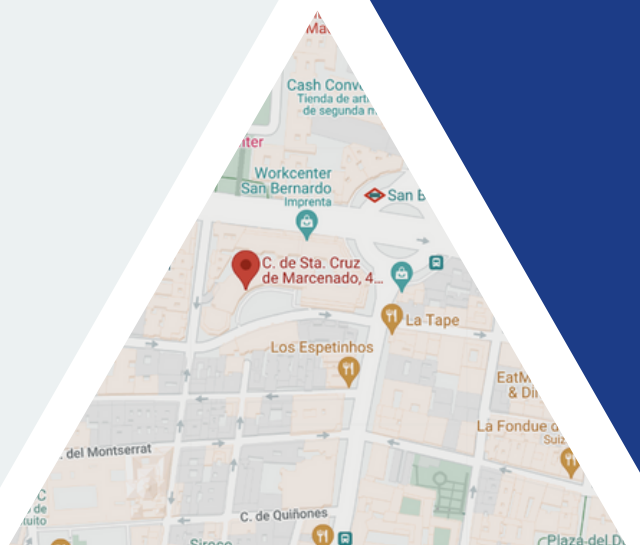 Cash Conv
Tienda de art
de segunda m
Workcenter
San Bernardo
Imprenta
San B
C. de Sta. Cruz
de Marcenado, 4...
La Tape
Los Espetinhos
EatM
& Di
La Fondue d
Suiz
del Montserrat
C. de Quiñones
Plaza del D